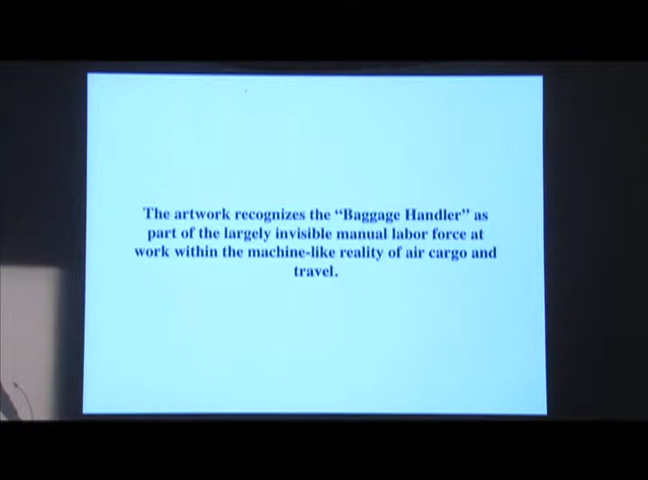 The artwork recognizes the “Baggage Handler” as
part of the largely invisible manual labor force at
work within the machine-like reality of air cargo and
travel.